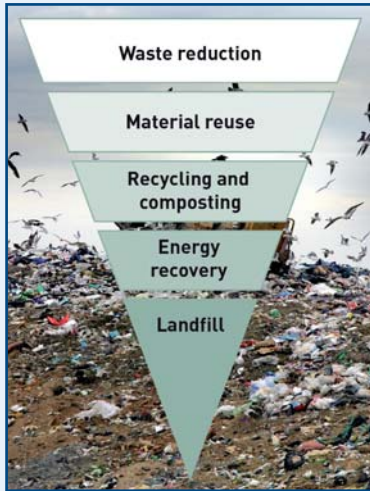 Waste reduction
Material reuse
Recycling and
composting
Energy
recovery
Landfill